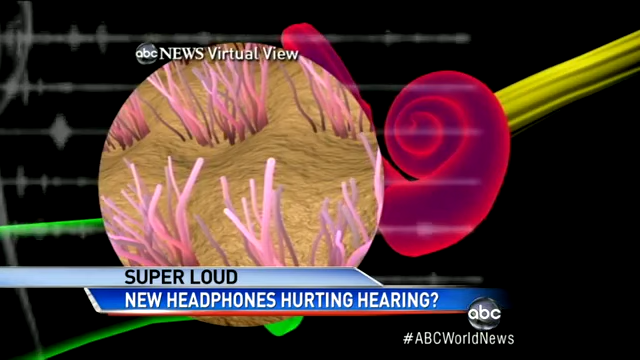 abc NEWS Virtual View
SUPER LOUD
NEW HEADPHONES HURTING HEARING?
abc
#ABCWorldNews